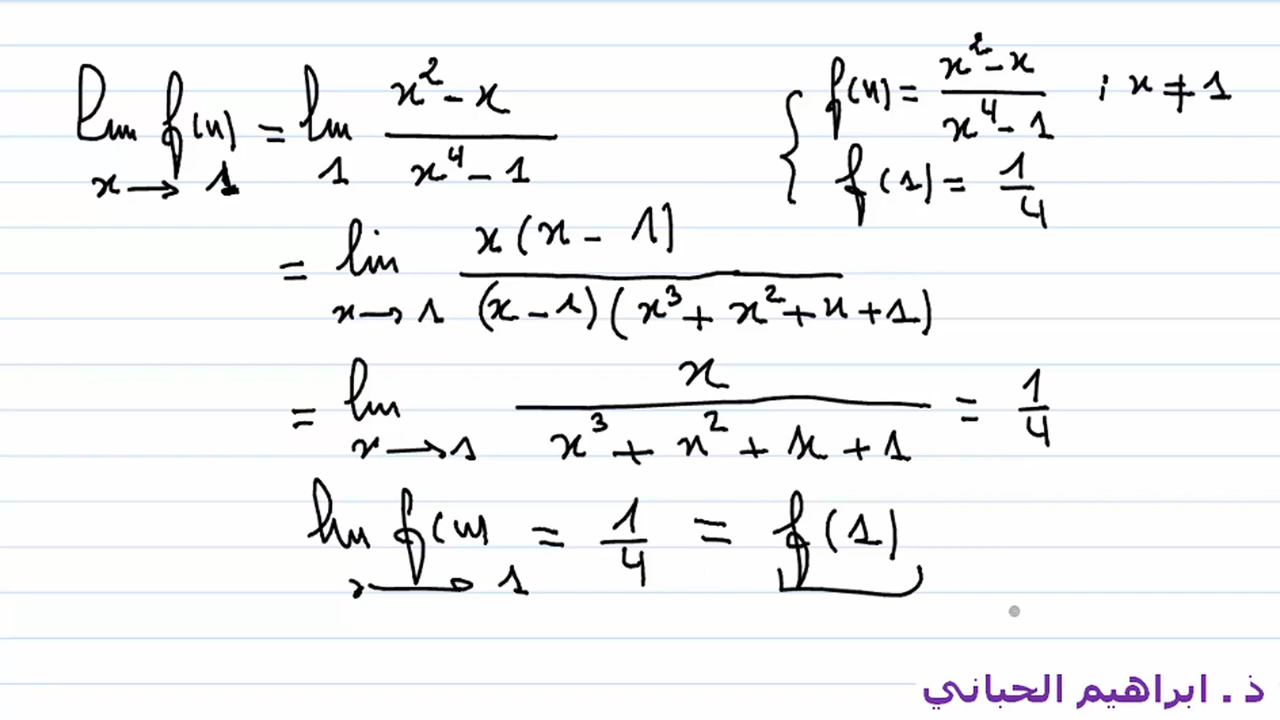 lim f(x) = lim (x² - x)/(x⁴ - 1)
x → 1 1
{ f(x) = (x² - x)/(x⁴ - 1) ; x ≠ 1
f(1) = 1/4
= lim x(x - 1)/((x - 1)(x³ + x² + x + 1))
x → 1
= lim x/(x³ + x² + x + 1) = 1/4
x → 1
lim f(x) = 1/4 = f(1)
x → 1
ذ . ابراهيم الحباني